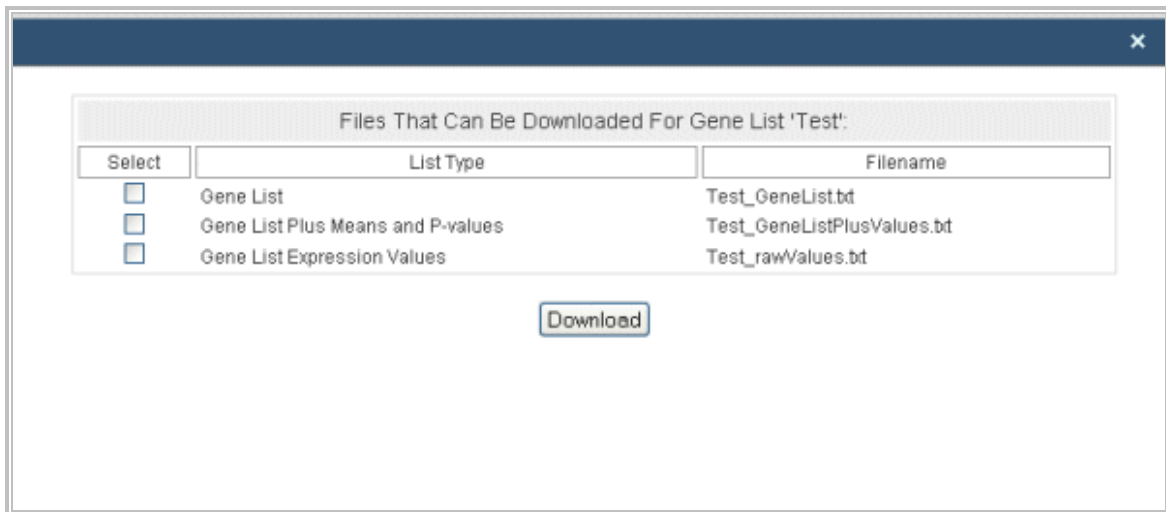 ×
Files That Can Be Downloaded For Gene List 'Test':
Select List Type Filename
Gene List Test_GeneList.txt
Gene List Plus Means and P-values Test_GeneListPlusValues.txt
Gene List Expression Values Test_rawValues.txt
Download